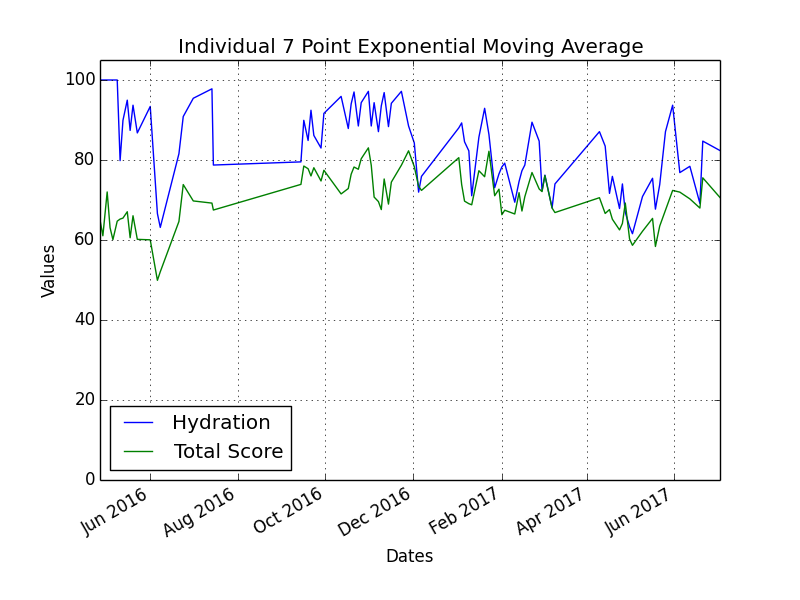 Individual 7 Point Exponential Moving Average
100
80
60
40
20
0
Values
Hydration
Total Score
Jun 2016
Aug 2016
Oct 2016
Dec 2016
Feb 2017
Apr 2017
Jun 2017
Dates